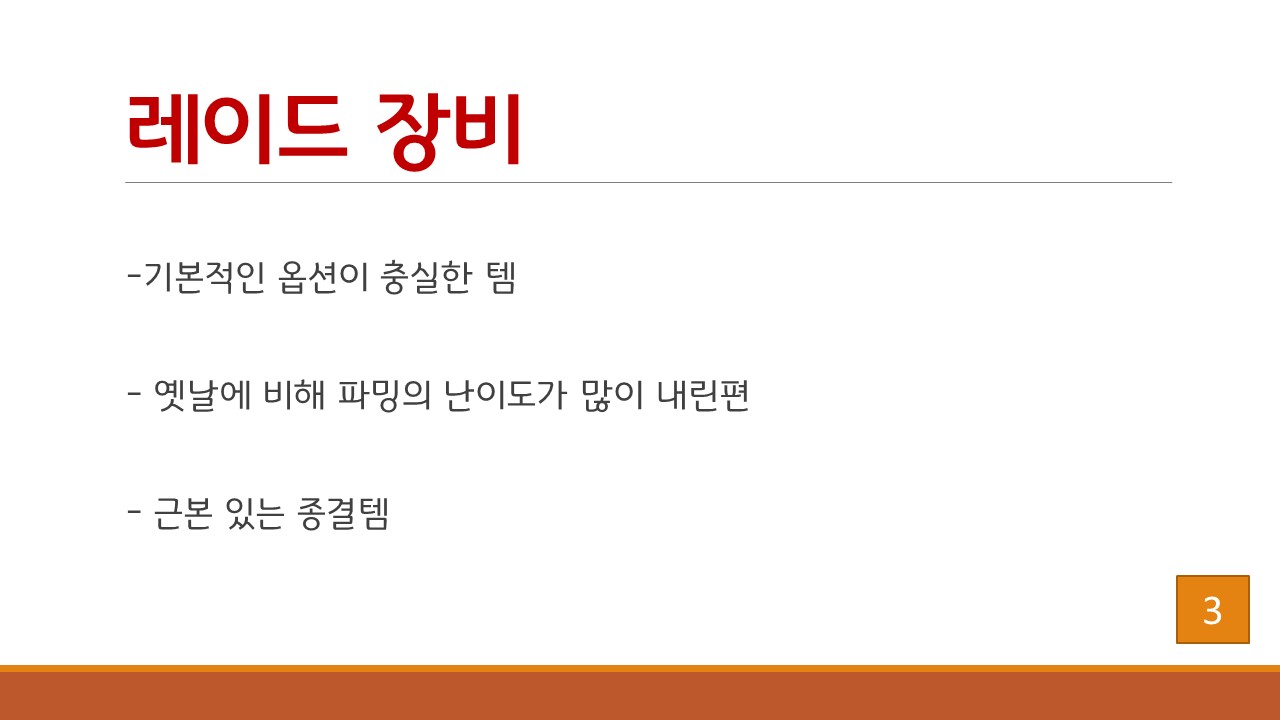 레이드 장비
-기본적인 옵션이 충실한 템
- 옛날에 비해 파밍의 난이도가 많이 내린편
- 근본 있는 종결템
3